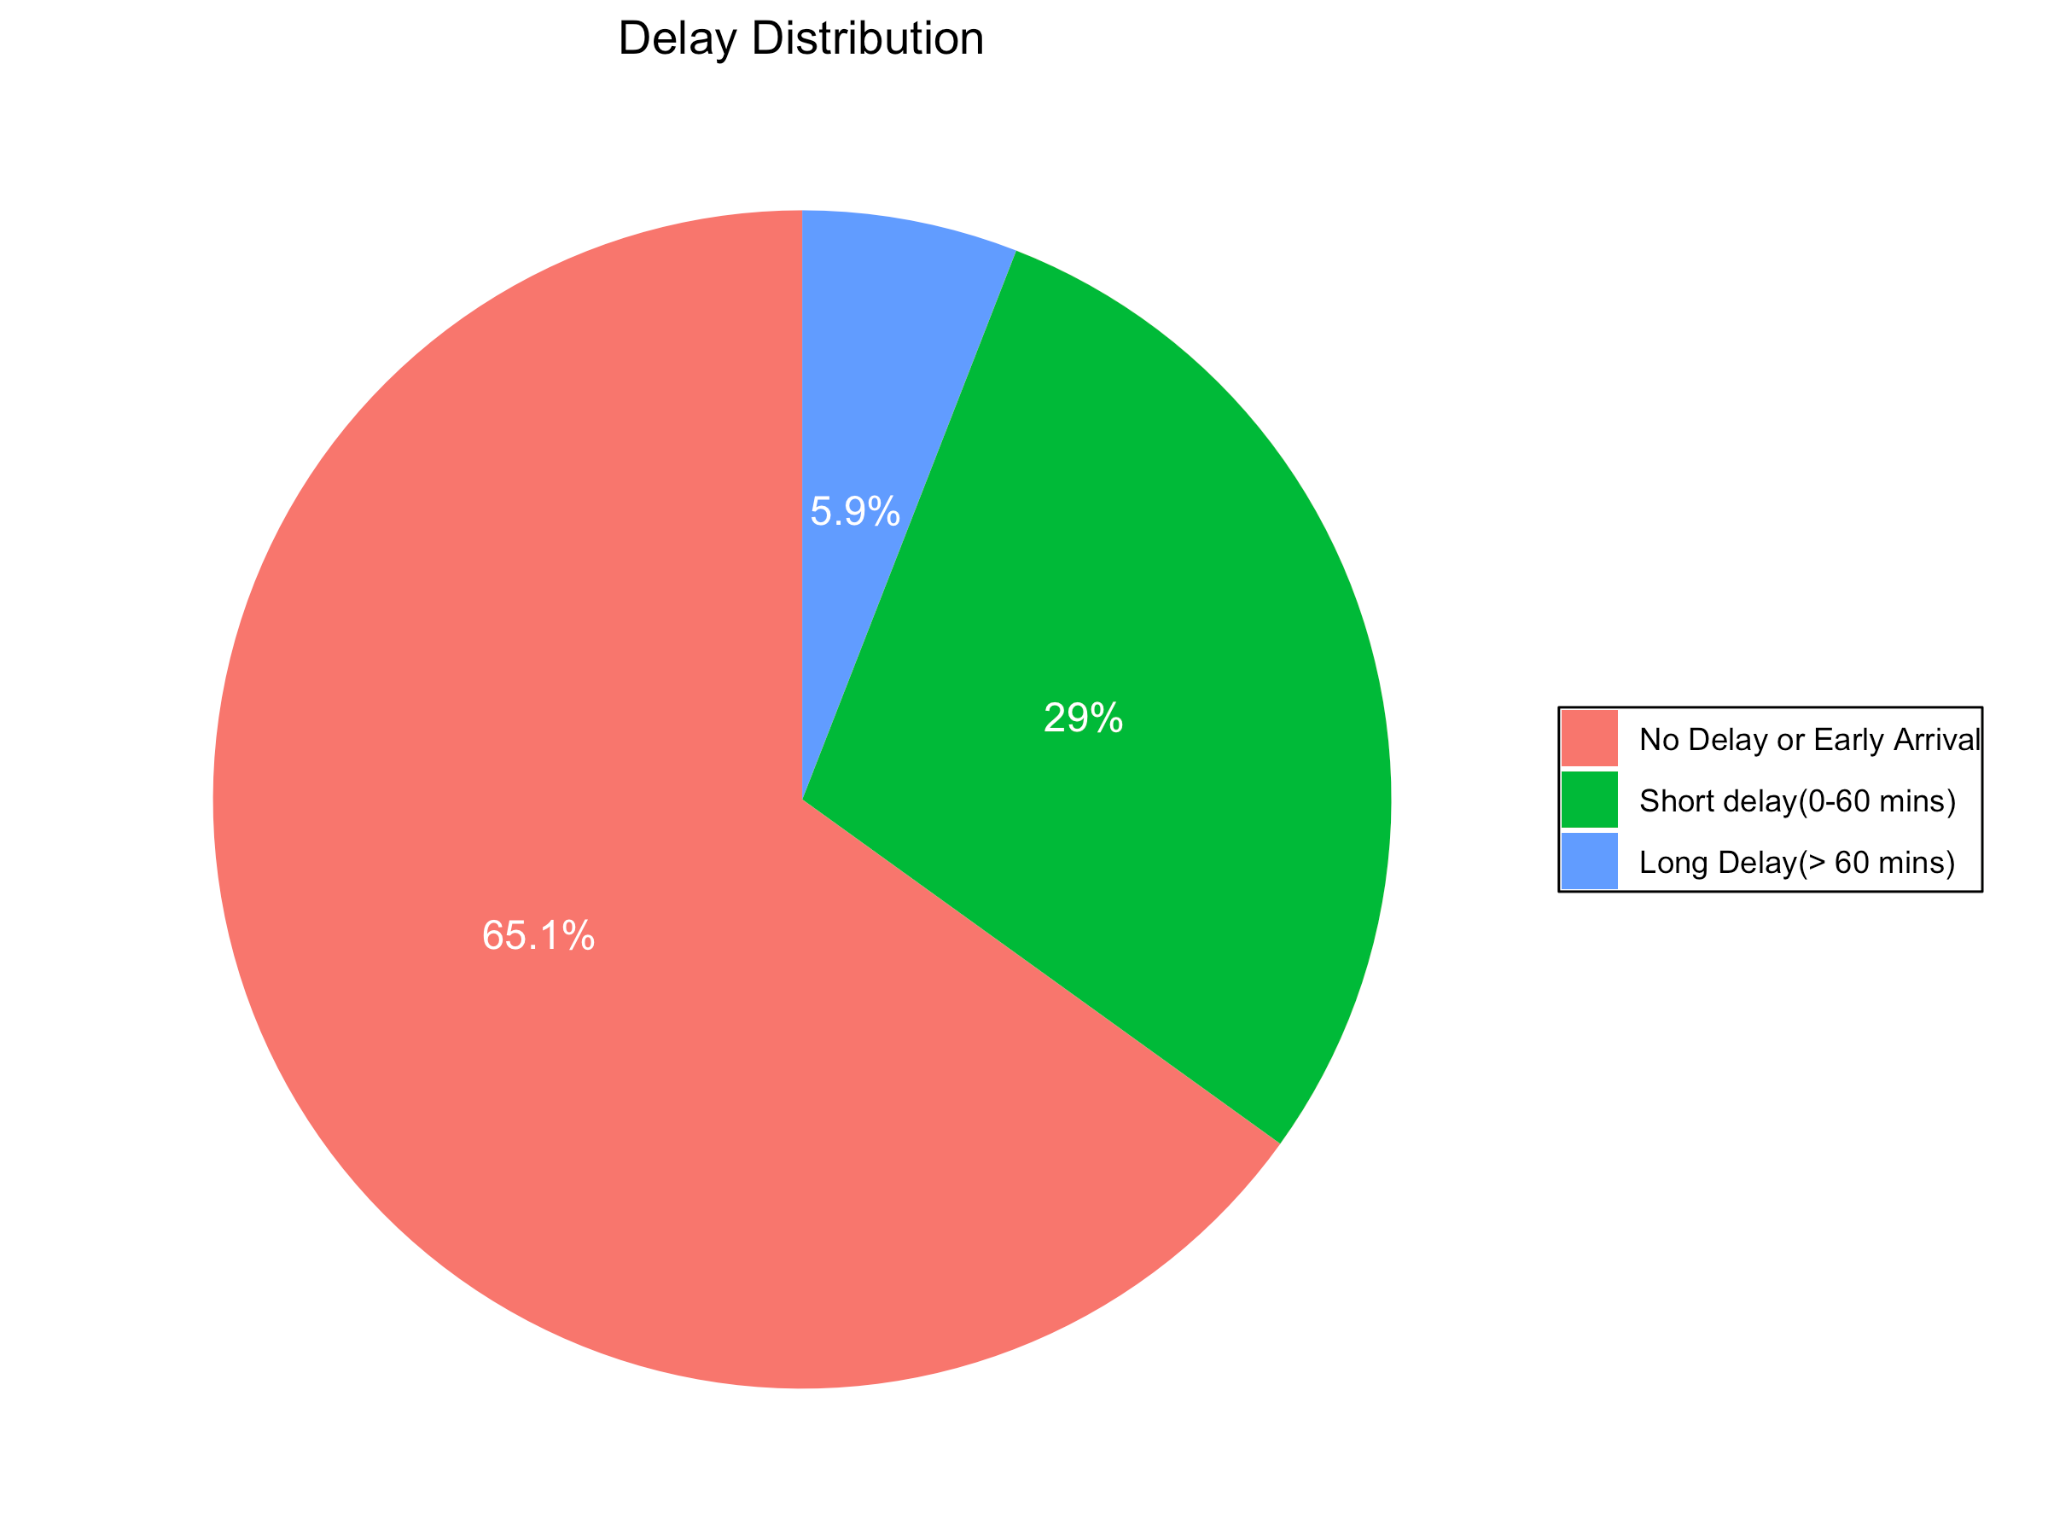 Delay Distribution
5.9%
29%
65.1%
No Delay or Early Arrival
Short delay(0-60 mins)
Long Delay(> 60 mins)